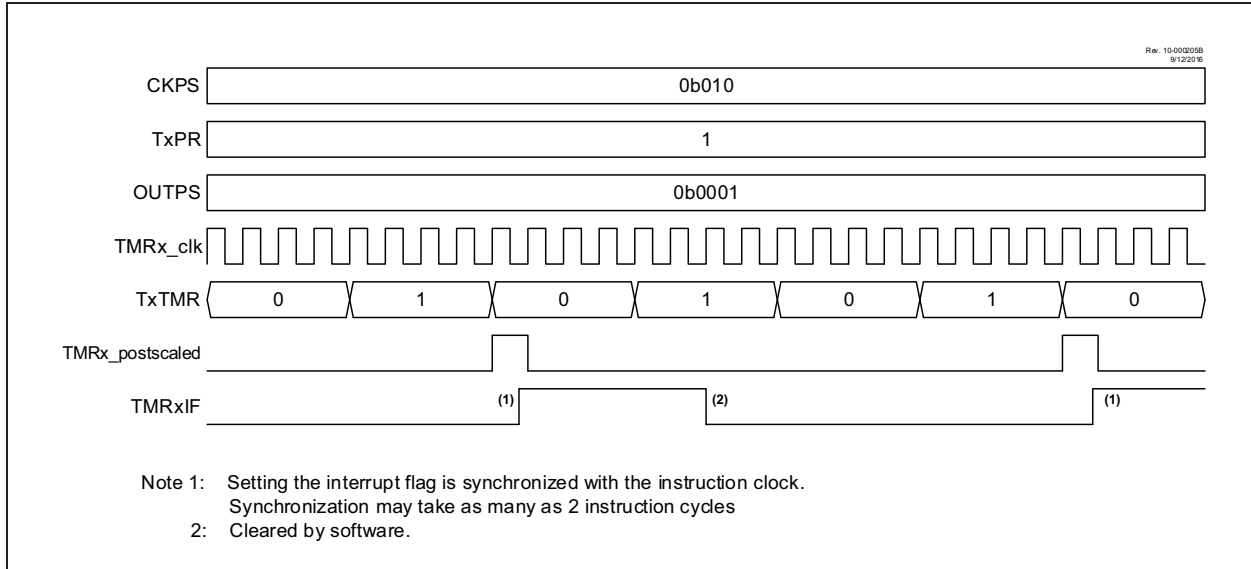 Rev. 10-000205B
9/12/2016
CKPS 0b010
TxPR 1
OUTPS 0b0001
TMRx_clk
TxTMR 0 1 0 1 0 1 0
TMRx_postscaled
TMRxIF (1) (2) (1)
Note 1: Setting the interrupt flag is synchronized with the instruction clock.
Synchronization may take as many as 2 instruction cycles
2: Cleared by software.